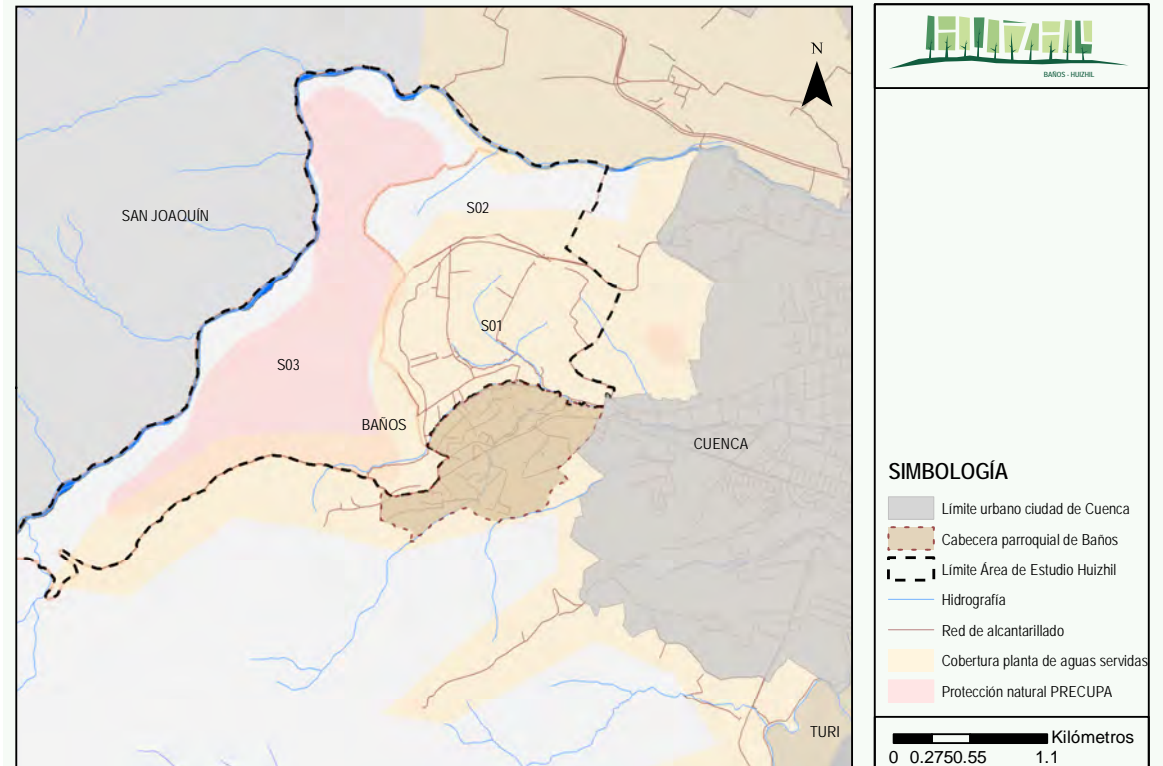 N
SAN JOAQUÍN
S02
S01
S03
BAÑOS
CUENCA
TURI
BAÑOS - HUIZHIL
SIMBOLOGÍA
Límite urbano ciudad de Cuenca
Cabecera parroquial de Baños
Límite Área de Estudio Huizhil
Hidrografía
Red de alcantarillado
Cobertura planta de aguas servidas
Protección natural PRECUPA
Kilómetros
0 0.2750.55 1.1